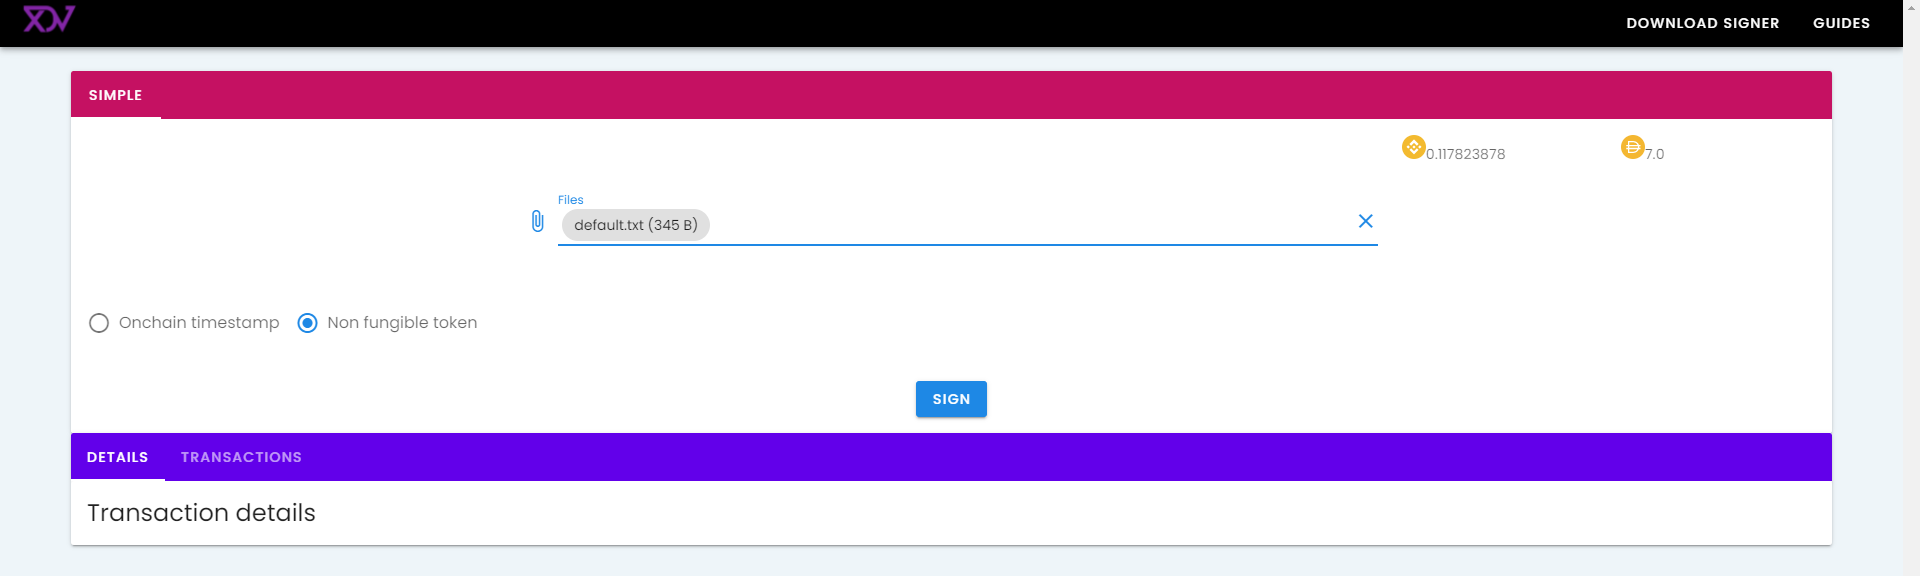 XDV
DOWNLOAD SIGNER
GUIDES
SIMPLE
0.117823878
7.0
Files
default.txt (345 B)
Onchain timestamp
Non fungible token
SIGN
DETAILS
TRANSACTIONS
Transaction details